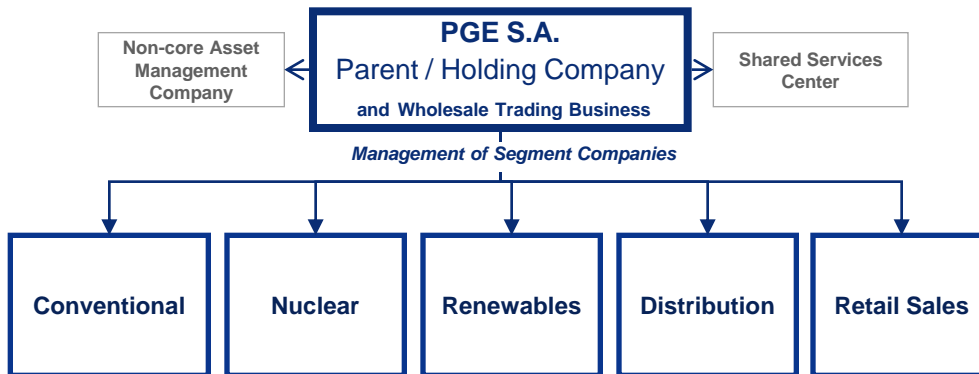 PGE S.A.
Parent / Holding Company
and Wholesale Trading Business
Non-core Asset
Management
Company
Shared Services
Center
Management of Segment Companies
Conventional
Nuclear
Renewables
Distribution
Retail Sales